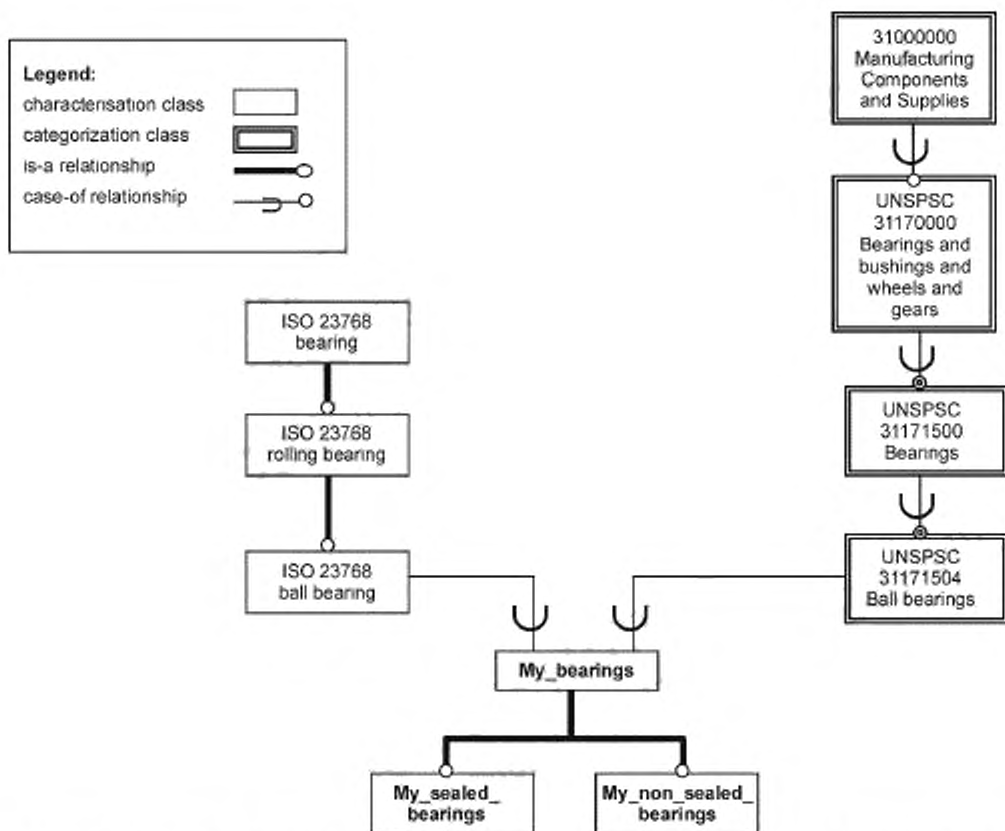 Legend:
characterisation class
categorization class
is-a relationship
case-of relationship
31000000
Manufacturing
Components
and Supplies
UNSPSC
31170000
Bearings and
bushings and
wheels and
gears
ISO 23768
bearing
ISO 23768
rolling bearing
UNSPSC
31171500
Bearings
ISO 23768
ball bearing
UNSPSC
31171504
Ball bearings
My_bearings
My_sealed_
bearings
My_non_sealed_
bearings